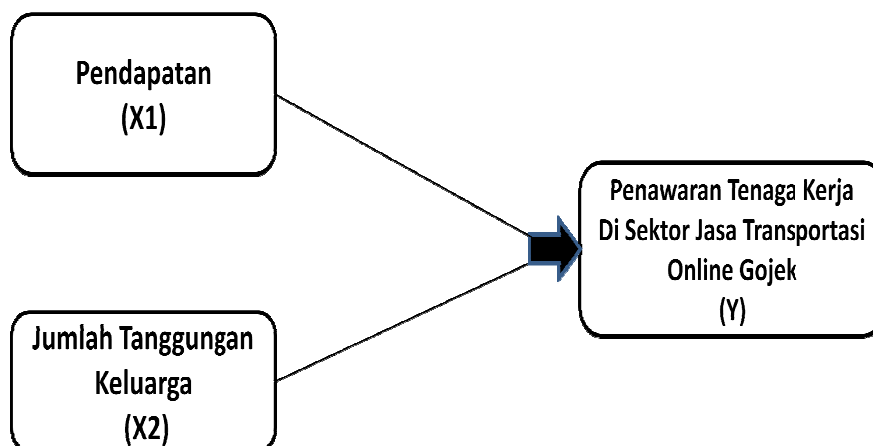 Pendapatan
(X1)
Penawaran Tenaga Kerja
Di Sektor Jasa Transportasi
Online Gojek
(Y)
Jumlah Tanggungan
Keluarga
(X2)